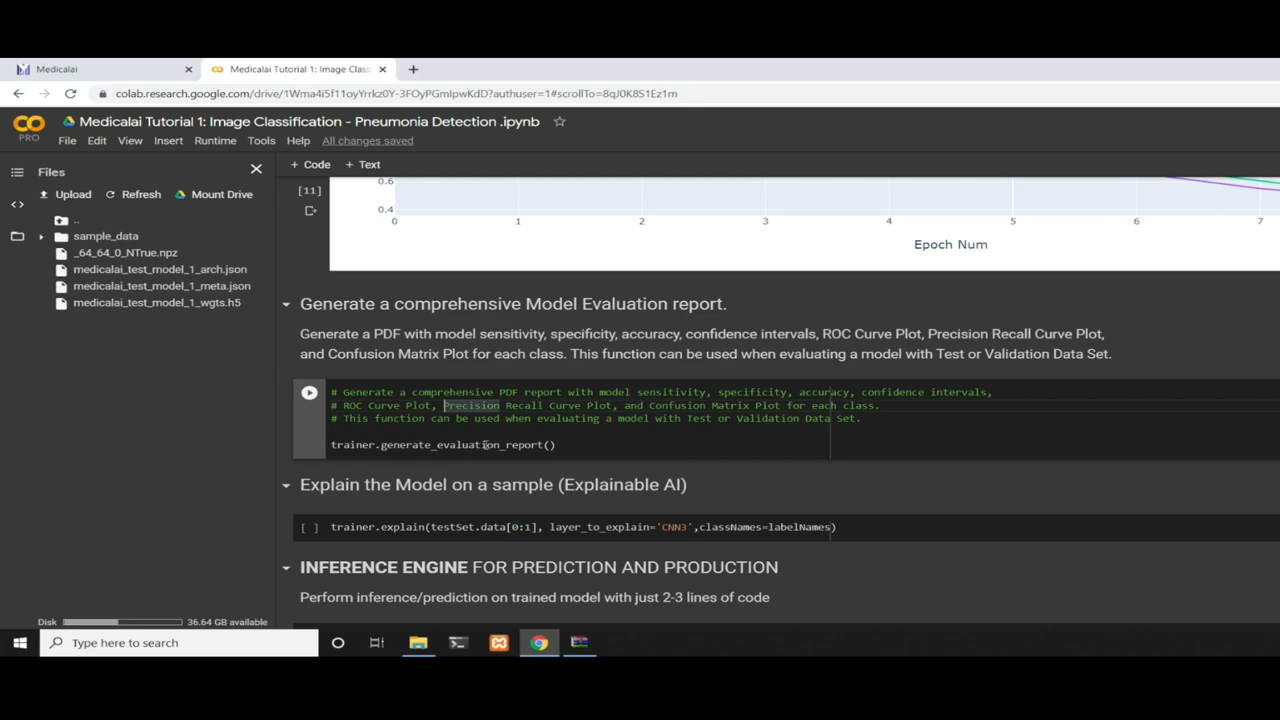 Medicalai
Medicalai Tutorial 1: Image Class
colab.research.google.com/drive/1Wma4i5f11oyYrrkz0Y-3FOyPGmIpwKdD?authuser=1#scrollTo=8qJ0K8S1Ez1m
CO
PRO
Medicalai Tutorial 1: Image Classification - Pneumonia Detection .ipynb
File Edit View Insert Runtime Tools Help All changes saved
Files
+ Code + Text
Upload Refresh Mount Drive
..
sample_data
_64_64_0_NTrue.npz
medicalai_test_model_1_arch.json
medicalai_test_model_1_meta.json
medicalai_test_model_1_wgts.h5
[11]
0.6
0.4
0 1 2 3 4 5 6 7
Epoch Num
Generate a comprehensive Model Evaluation report.
Generate a PDF with model sensitivity, specificity, accuracy, confidence intervals, ROC Curve Plot, Precision Recall Curve Plot,
and Confusion Matrix Plot for each class. This function can be used when evaluating a model with Test or Validation Data Set.
# Generate a comprehensive PDF report with model sensitivity, specificity, accuracy, confidence intervals,
# ROC Curve Plot, Precision Recall Curve Plot, and Confusion Matrix Plot for each class.
# This function can be used when evaluating a model with Test or Validation Data Set.
trainer.generate_evaluation_report()
Explain the Model on a sample (Explainable AI)
[ ] trainer.explain(testSet.data[0:1], layer_to_explain='CNN3',classNames=labelNames)
INFERENCE ENGINE FOR PREDICTION AND PRODUCTION
Perform inference/prediction on trained model with just 2-3 lines of code
Disk 36.64 GB available
Type here to search